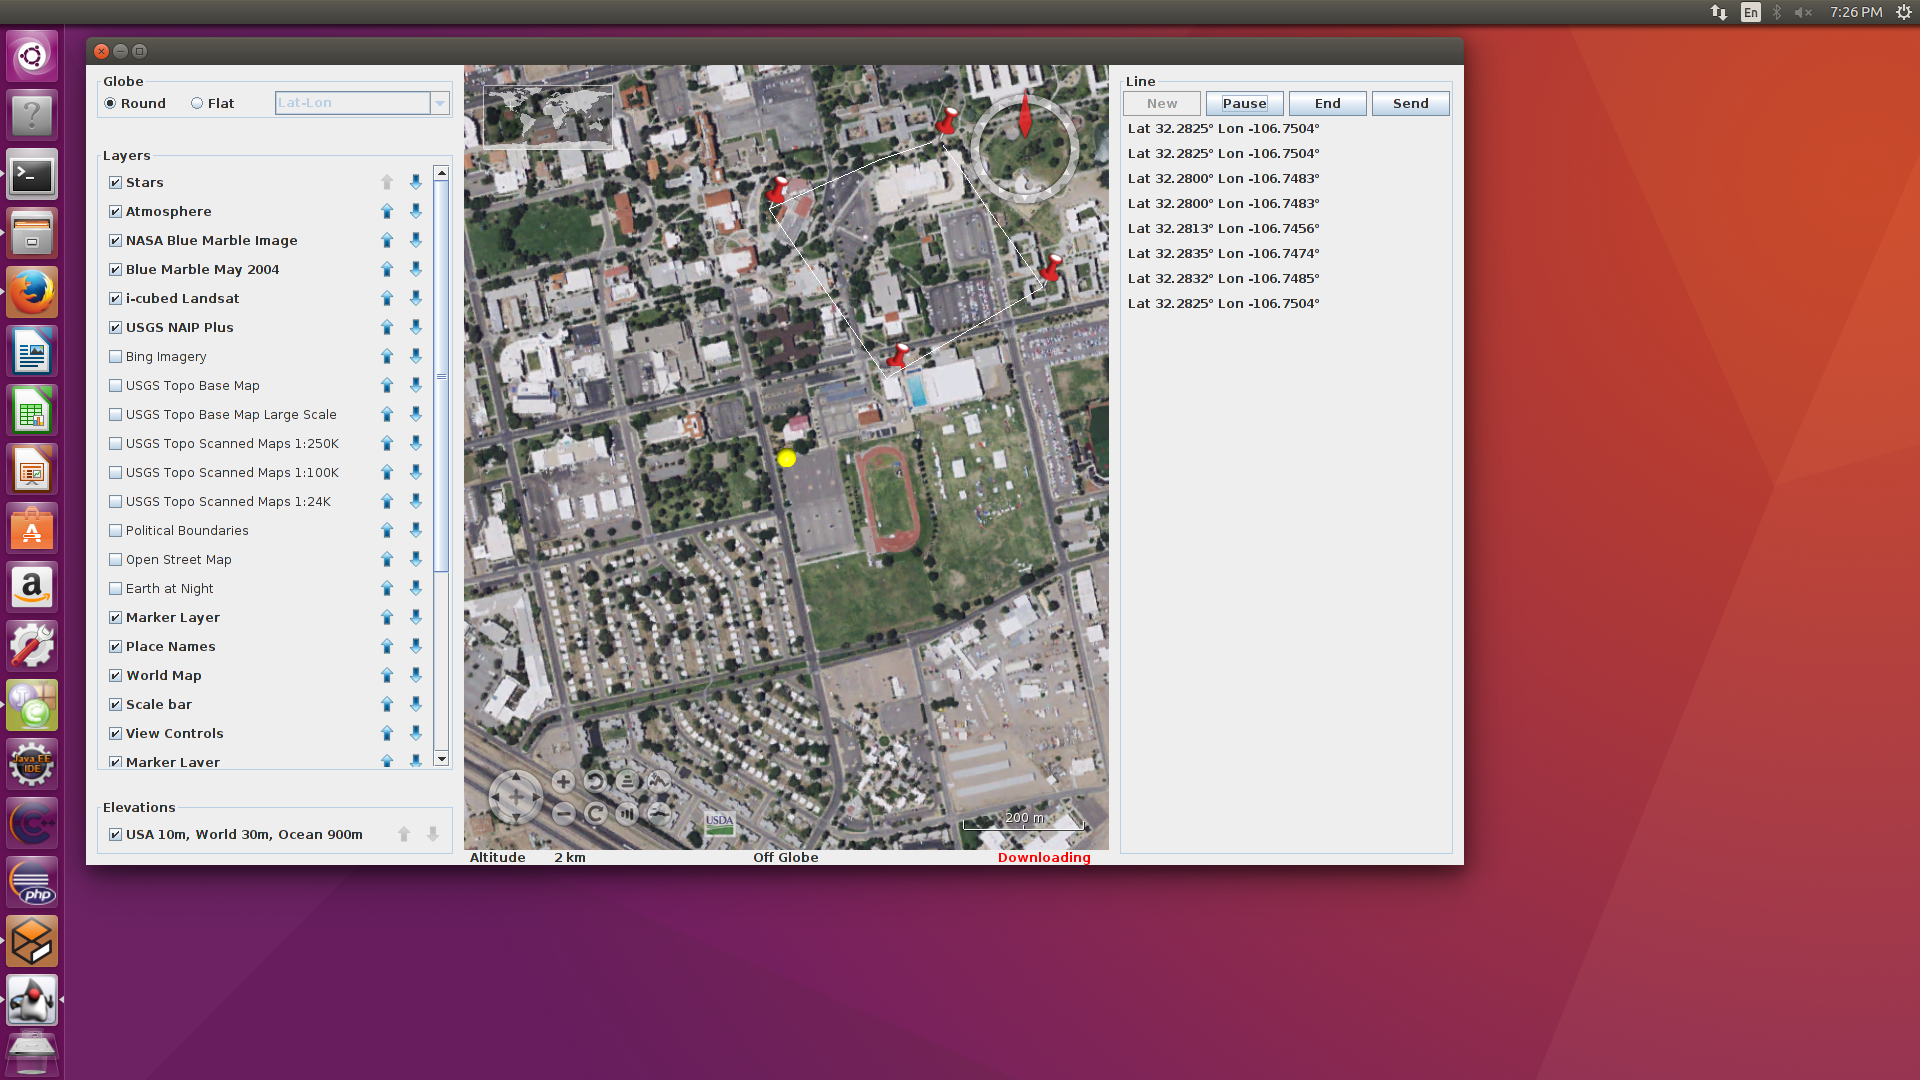 En
7:26 PM
Globe
Round
Flat
Lat-Lon
Layers
Stars
Atmosphere
NASA Blue Marble Image
Blue Marble May 2004
i-cubed Landsat
USGS NAIP Plus
Bing Imagery
USGS Topo Base Map
USGS Topo Base Map Large Scale
USGS Topo Scanned Maps 1:250K
USGS Topo Scanned Maps 1:100K
USGS Topo Scanned Maps 1:24K
Political Boundaries
Open Street Map
Earth at Night
Marker Layer
Place Names
World Map
Scale bar
View Controls
Marker Layer
Elevations
USA 10m, World 30m, Ocean 900m
USDA
200 m
Altitude 2 km
Off Globe
Downloading
Line
New
Pause
End
Send
Lat 32.2825° Lon -106.7504°
Lat 32.2825° Lon -106.7504°
Lat 32.2800° Lon -106.7483°
Lat 32.2800° Lon -106.7483°
Lat 32.2813° Lon -106.7456°
Lat 32.2835° Lon -106.7474°
Lat 32.2832° Lon -106.7485°
Lat 32.2825° Lon -106.7504°
Java EE
IDE
C++
php